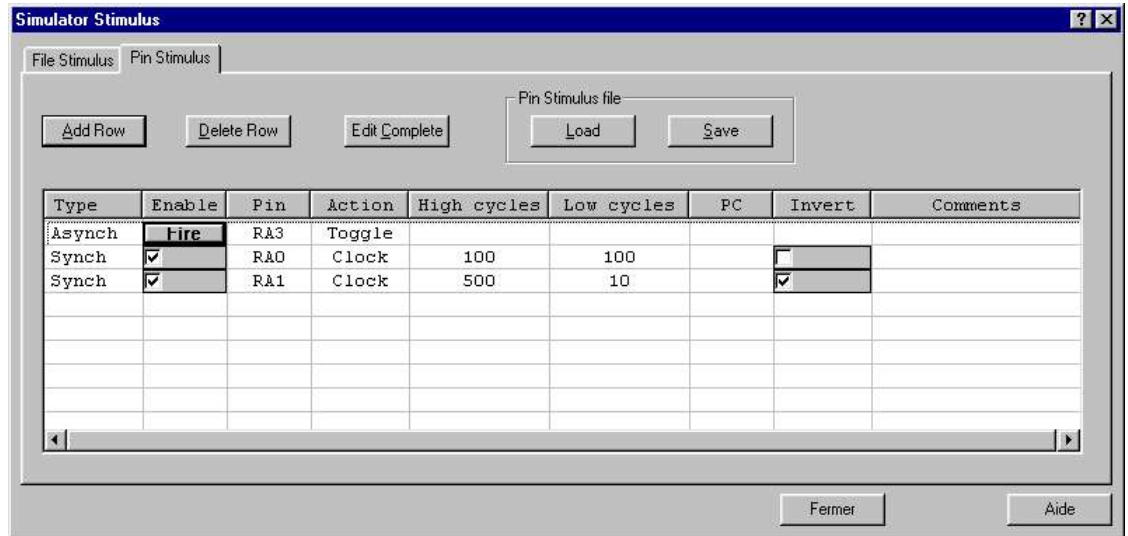 Simulator Stimulus
File Stimulus Pin Stimulus
Pin Stimulus file
Add Row Delete Row Edit Complete Load Save
Type Enable Pin Action High cycles Low cycles PC Invert Comments
Asynch Fire RA3 Toggle
Synch RA0 Clock 100 100
Synch RA1 Clock 500 10
Fermer Aide